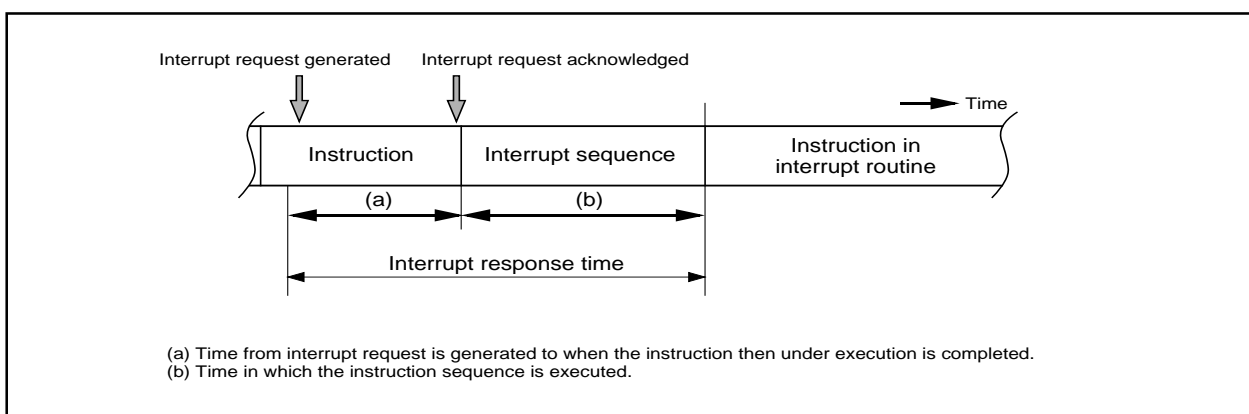 Interrupt request generated
Interrupt request acknowledged
Time
Instruction
Interrupt sequence
Instruction in
interrupt routine
(a)
(b)
Interrupt response time
(a) Time from interrupt request is generated to when the instruction then under execution is completed.
(b) Time in which the instruction sequence is executed.